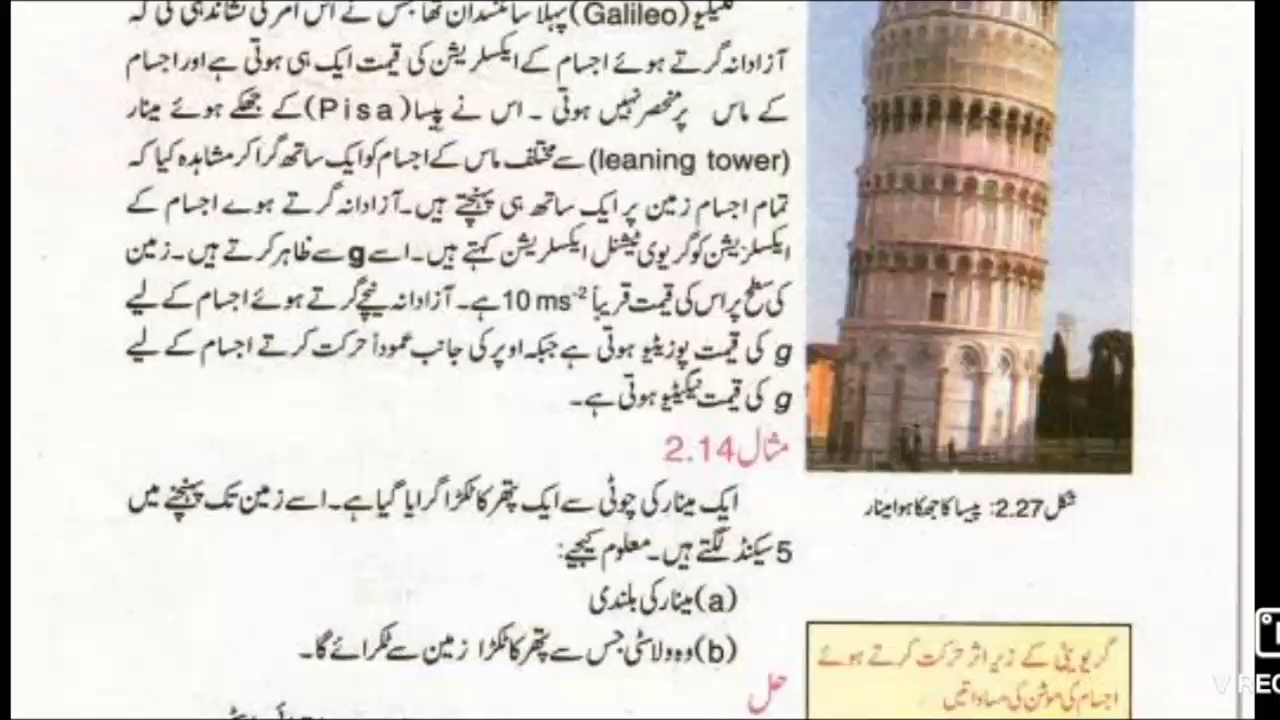 گلیلیو (Galileo) پہلا سائنسدان تھا جس نے اس امر کی نشاندہی کی کہ
آزادانہ گرتے ہوئے اجسام کے ایکسلریشن کی قیمت ایک ہی ہوتی ہے اور اجسام
کے ماس پر منحصر نہیں ہوتی ۔ اس نے پیسا (Pisa) کے جھکے ہوئے مینار
(leaning tower) سے مختلف ماس کے اجسام کو ایک ساتھ گرا کر مشاہدہ کیا کہ
تمام اجسام زمین پر ایک ساتھ ہی پہنچتے ہیں۔ آزادانہ گرتے ہوے اجسام کے
ایکسلریشن کو گریوی ٹیشنل ایکسلریشن کہتے ہیں۔ اسے g سے ظاہر کرتے ہیں۔ زمین
کی سطح پر اس کی قیمت قریباً 10 ms⁻² ہے۔ آزادانہ نیچے گرتے ہوئے اجسام کے لیے
g کی قیمت پوزیٹیو ہوتی ہے جبکہ اوپر کی جانب عموداً حرکت کرتے اجسام کے لیے
g کی قیمت نیگیٹیو ہوتی ہے۔
مثال 2.14
ایک مینار کی چوٹی سے ایک پتھر کا ٹکڑا گرایا گیا ہے۔ اسے زمین تک پہنچنے میں
5 سیکنڈ لگتے ہیں۔ معلوم کیجیے:
(a) مینار کی بلندی
(b) وہ ولاسٹی جس سے پتھر کا ٹکڑا زمین سے ٹکرائے گا۔
حل
شکل 2.27: پیسا کا جھکا ہوا مینار
گریویٹی کے زیر اثر حرکت کرتے ہوئے
اجسام کی موشن کی مساواتیں
V REC